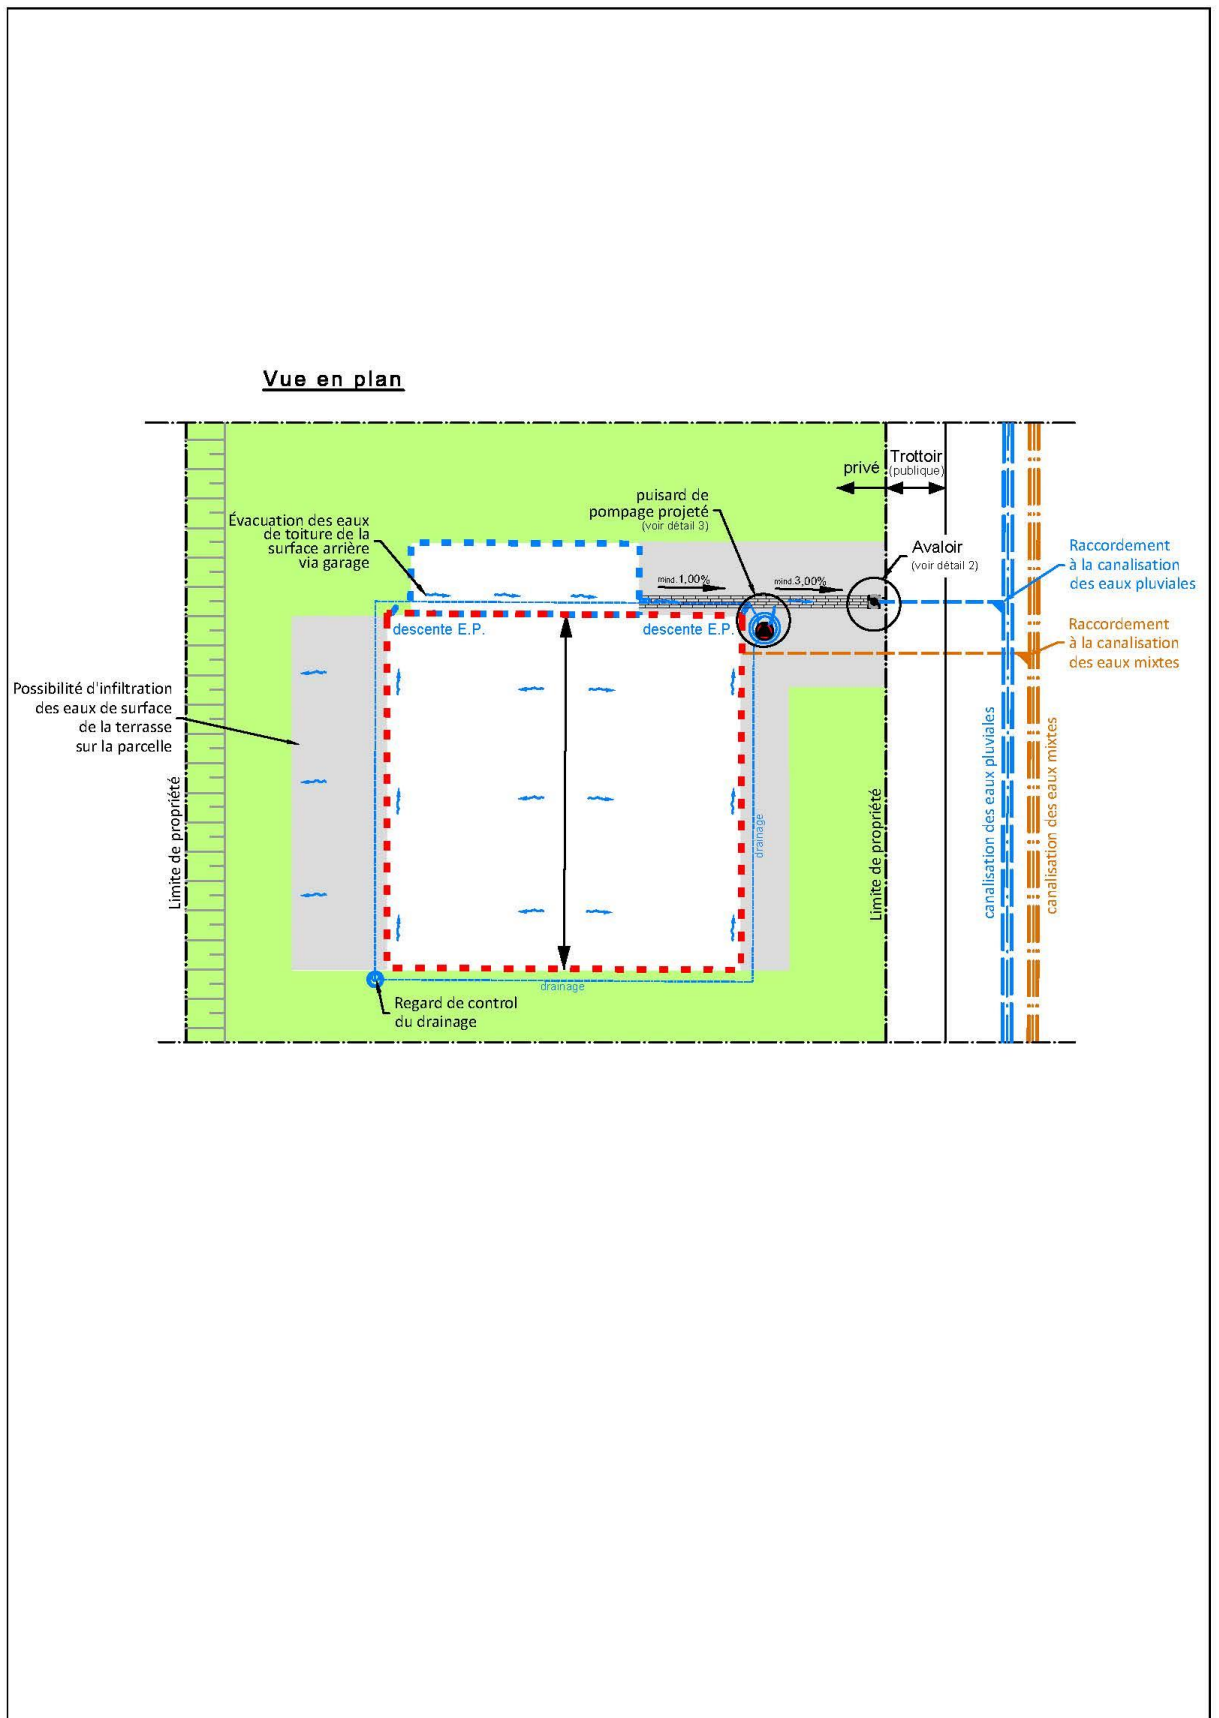 Vue en plan
privé
Trottoir
(publique)
puisard de
pompage projeté
(voir détail 3)
Évacuation des eaux
de toiture de la
surface arrière
via garage
Avaloir
(voir détail 2)
Raccordement
à la canalisation
des eaux pluviales
mind.1,00%
mind.3,00%
descente E.P.
descente E.P.
Raccordement
à la canalisation
des eaux mixtes
Possibilité d'infiltration
des eaux de surface
de la terrasse
sur la parcelle
Limite de propriété
drainage
Limite de propriété
canalisation des eaux pluviales
canalisation des eaux mixtes
drainage
Regard de control
du drainage